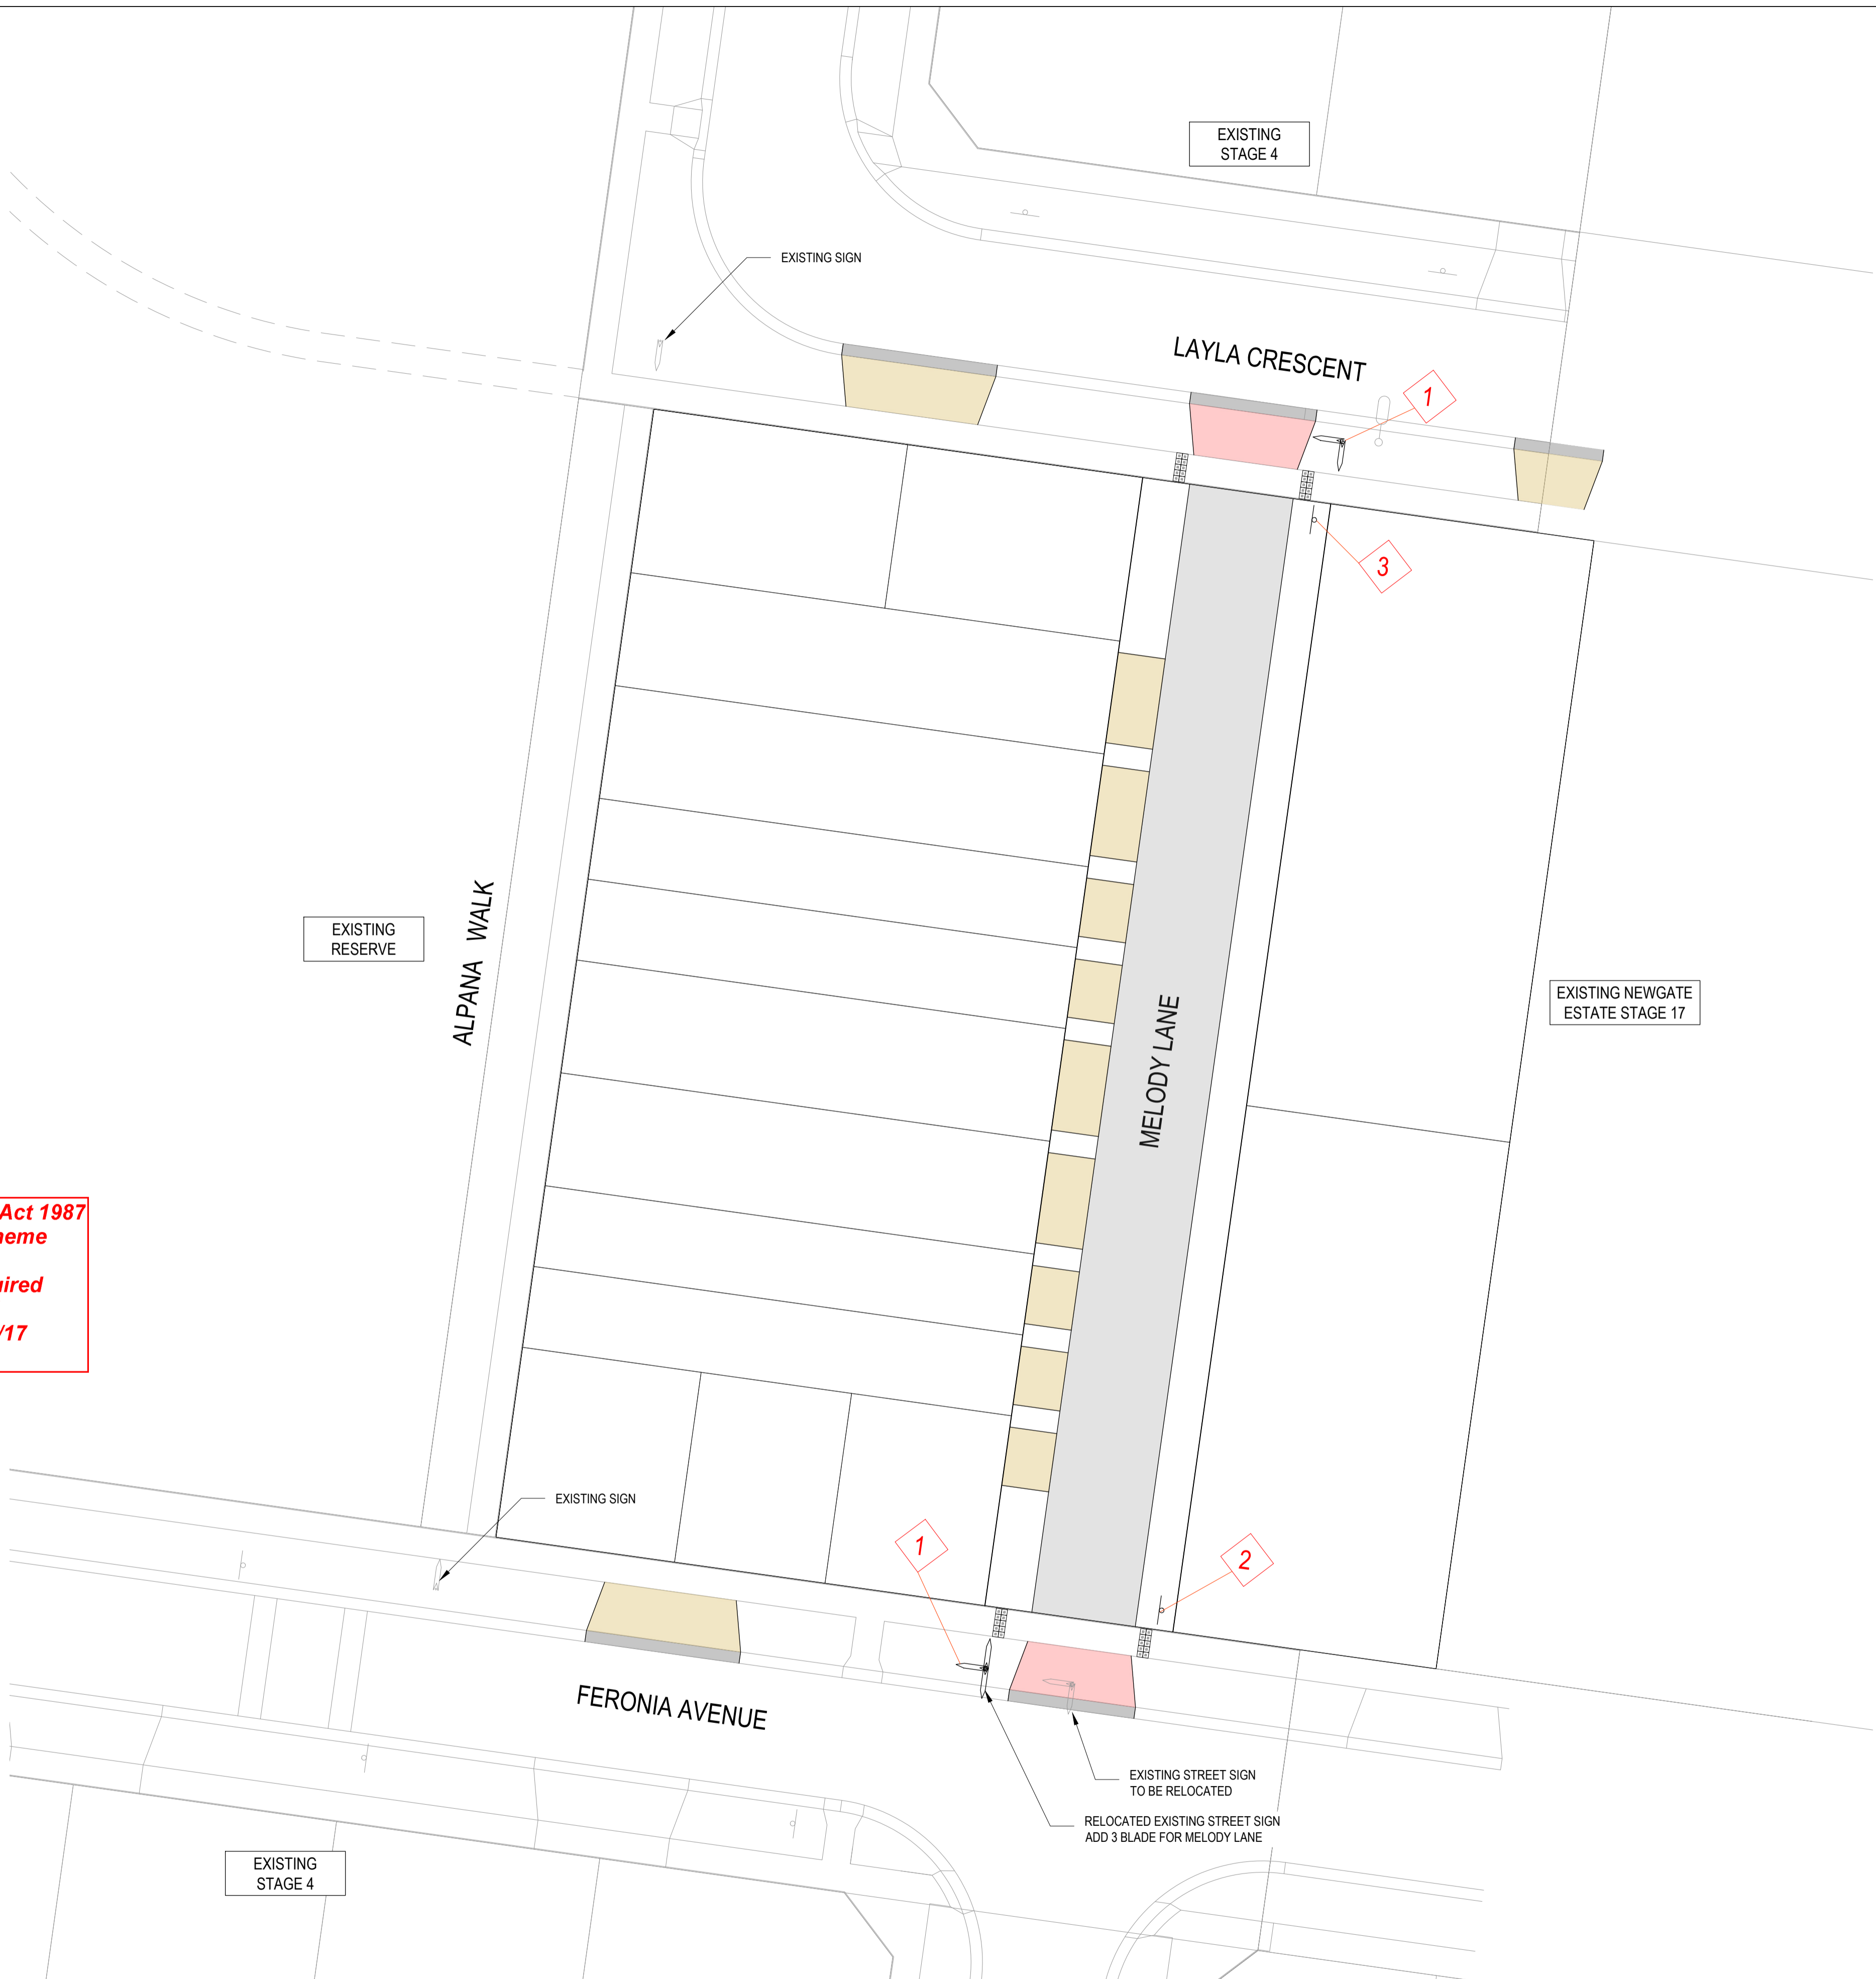 EXISTING
STAGE 4
EXISTING SIGN
LAYLA CRESCENT
1
3
ALPANA WALK
EXISTING
RESERVE
MELODY LANE
EXISTING NEWGATE
ESTATE STAGE 17
Act 1987
heme
uired
/17
EXISTING SIGN
1
2
FERONIA AVENUE
EXISTING STREET SIGN
TO BE RELOCATED
RELOCATED EXISTING STREET SIGN
ADD 3 BLADE FOR MELODY LANE
EXISTING
STAGE 4